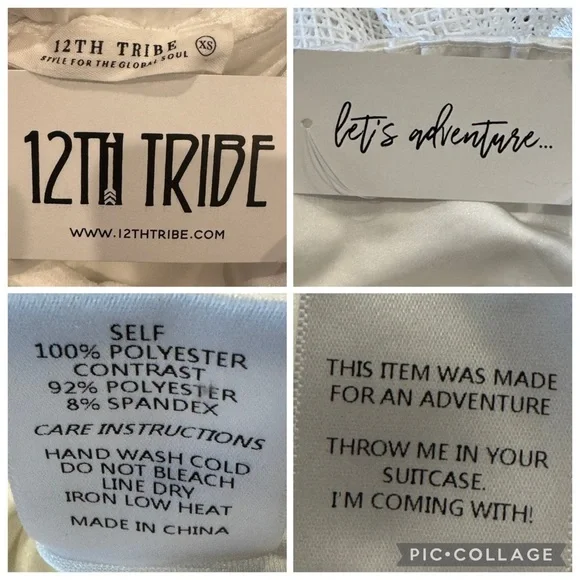 12TH TRIBE
XS
STYLE FOR THE GLOBAL SOUL
12TH TRIBE
WWW.12THTRIBE.COM
let's adventure...
SELF
100% POLYESTER
CONTRAST
92% POLYESTER
8% SPANDEX
CARE INSTRUCTIONS
HAND WASH COLD
DO NOT BLEACH
LINE DRY
IRON LOW HEAT
MADE IN CHINA
THIS ITEM WAS MADE
FOR AN ADVENTURE
THROW ME IN YOUR
SUITCASE.
I'M COMING WITH!
PIC•COLLAGE